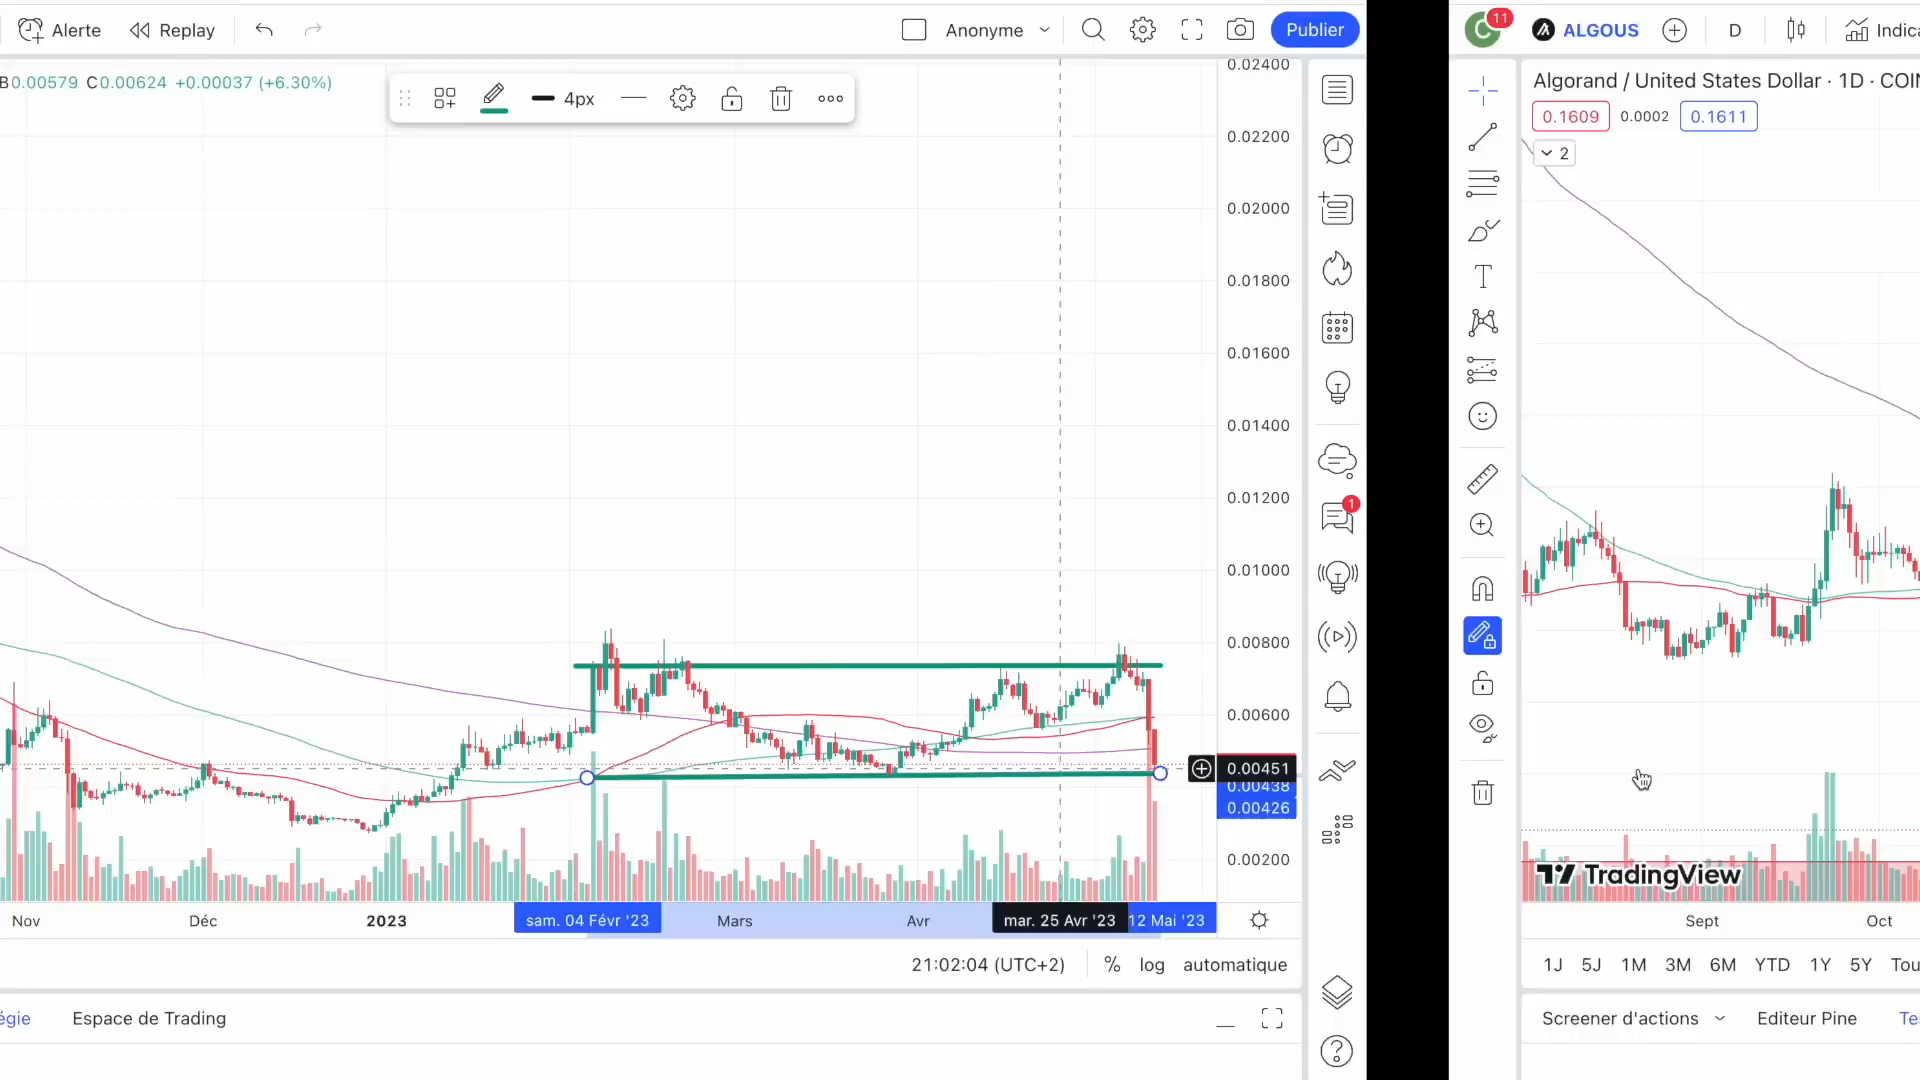 Alerte
Replay
Anonyme
Publier
B0.00579 C0.00624 +0.00037 (+6.30%)
4px
0.02400
0.02200
0.02000
0.01800
0.01600
0.01400
0.01200
0.01000
0.00800
0.00600
0.00451
0.00438
0.00426
0.00200
1
Nov
Déc
2023
sam. 04 Févr '23
Mars
Avr
mar. 25 Avr '23
12 Mai '23
21:02:04 (UTC+2)
%
log
automatique
égie
Espace de Trading
C
11
ALGOUS
D
Indica
Algorand / United States Dollar · 1D · COIN
0.1609
0.0002
0.1611
2
TradingView
Sept
Oct
1J
5J
1M
3M
6M
YTD
1Y
5Y
Tou
Screener d'actions
Editeur Pine
Tes